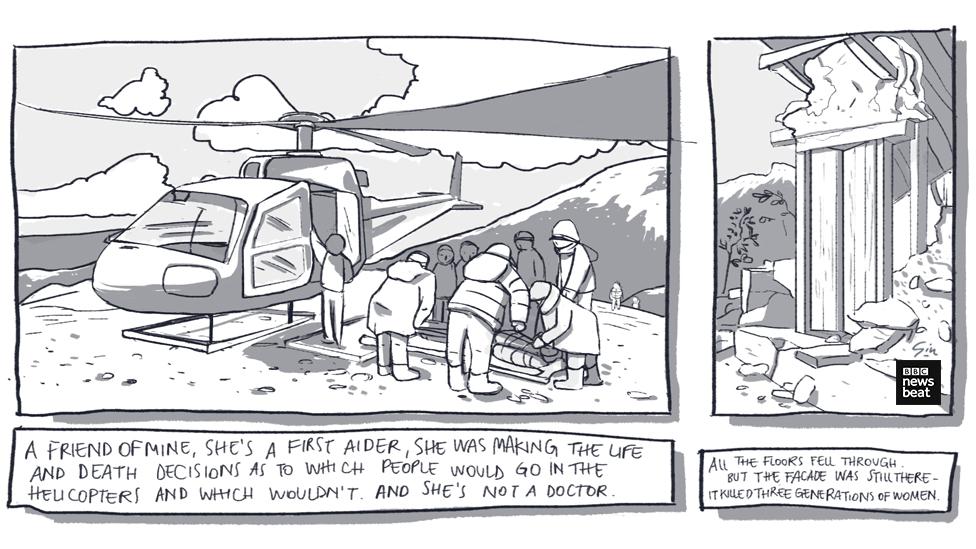 A FRIEND OF MINE, SHE'S A FIRST AIDER, SHE WAS MAKING THE LIFE
AND DEATH DECISIONS AS TO WHICH PEOPLE WOULD GO IN THE
HELICOPTERS AND WHICH WOULDN'T. AND SHE'S NOT A DOCTOR.
ALL THE FLOORS FELL THROUGH.
BUT THE FACADE WAS STILL THERE -
IT KILLED THREE GENERATIONS OF WOMEN.
BBC
news
beat